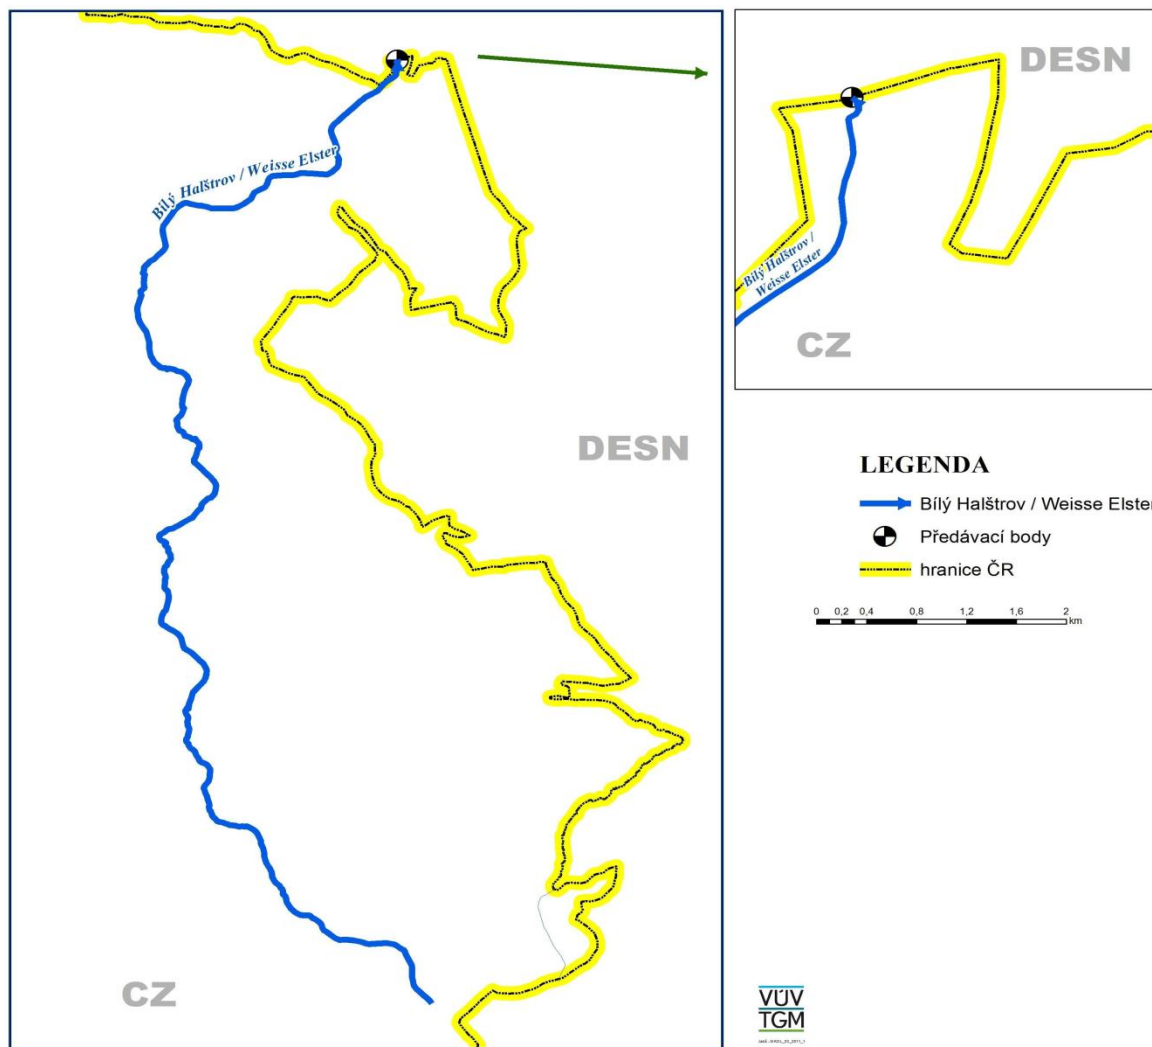 Bílý Halštrov / Weisse Elster
DESN
CZ
DESN
Bílý Halštrov /
Weisse Elster
CZ
LEGENDA
Bílý Halštrov / Weisse Elster
Předávací body
hranice ČR
0 0,2 0,4 0,8 1,2 1,6 2
km
VÚV
TGM